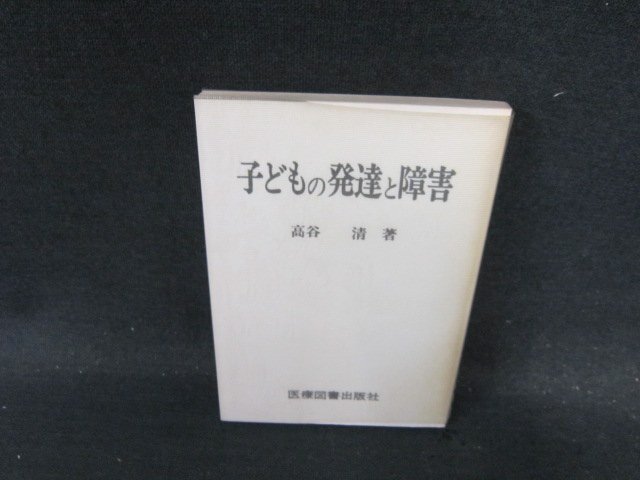 子どもの発達と障害
高谷 清 著
医療図書出版社